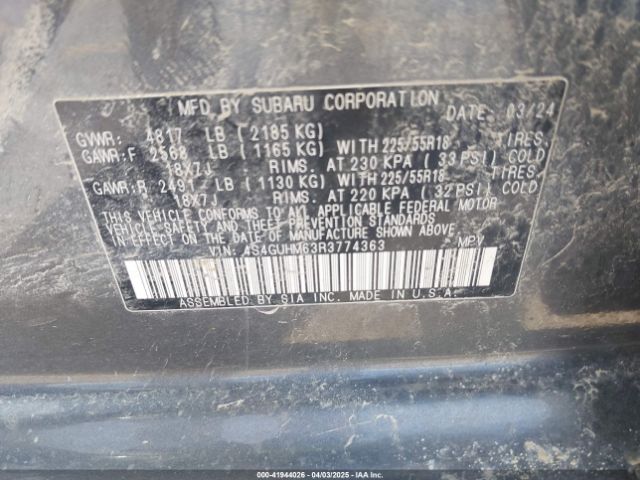 MFD BY SUBARU CORPORATION DATE: 03/24
GVWR: 4817 LB (2185 KG)
GAWR:F 2568 LB (1165 KG) WITH 225/55R18 TIRES.
18X7J RIMS. AT 230 KPA (33 PSI) COLD
GAWR:R 2491 LB (1130 KG) WITH 225/55R18 TIRES.
18X7J RIMS. AT 220 KPA (32 PSI) COLD
THIS VEHICLE CONFORMS TO ALL APPLICABLE FEDERAL MOTOR
VEHICLE SAFETY AND THEFT PREVENTION STANDARDS
IN EFFECT ON THE DATE OF MANUFACTURE SHOWN ABOVE.
VIN: 4S4GUHM63R3774363 MPV
ASSEMBLED BY SIA INC. MADE IN U.S.A.
000-41944026 - 04/03/2025 - IAA Inc.